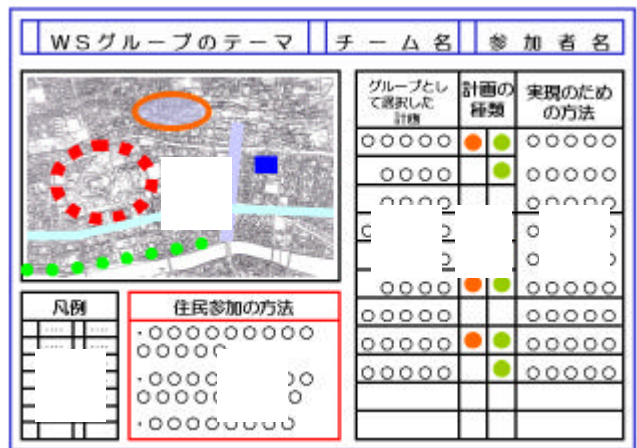 WSグループのテーマ チーム名 参加者名
グループとし
て選択した
計画
計画の
種類
実現のため
の方法
○○○○○ ○○○○○
○○○○ ○○○○○
○○○○ ○○○○○
○○○○ ○○○○○
○○○○○ ○○○○○
○○○○○ ○○○○○
○○○○○ ○○○○○
凡例
住民参加の方法
・○○○○○○○○○
○○○○
・○○○○
○○○○○
・○○○○